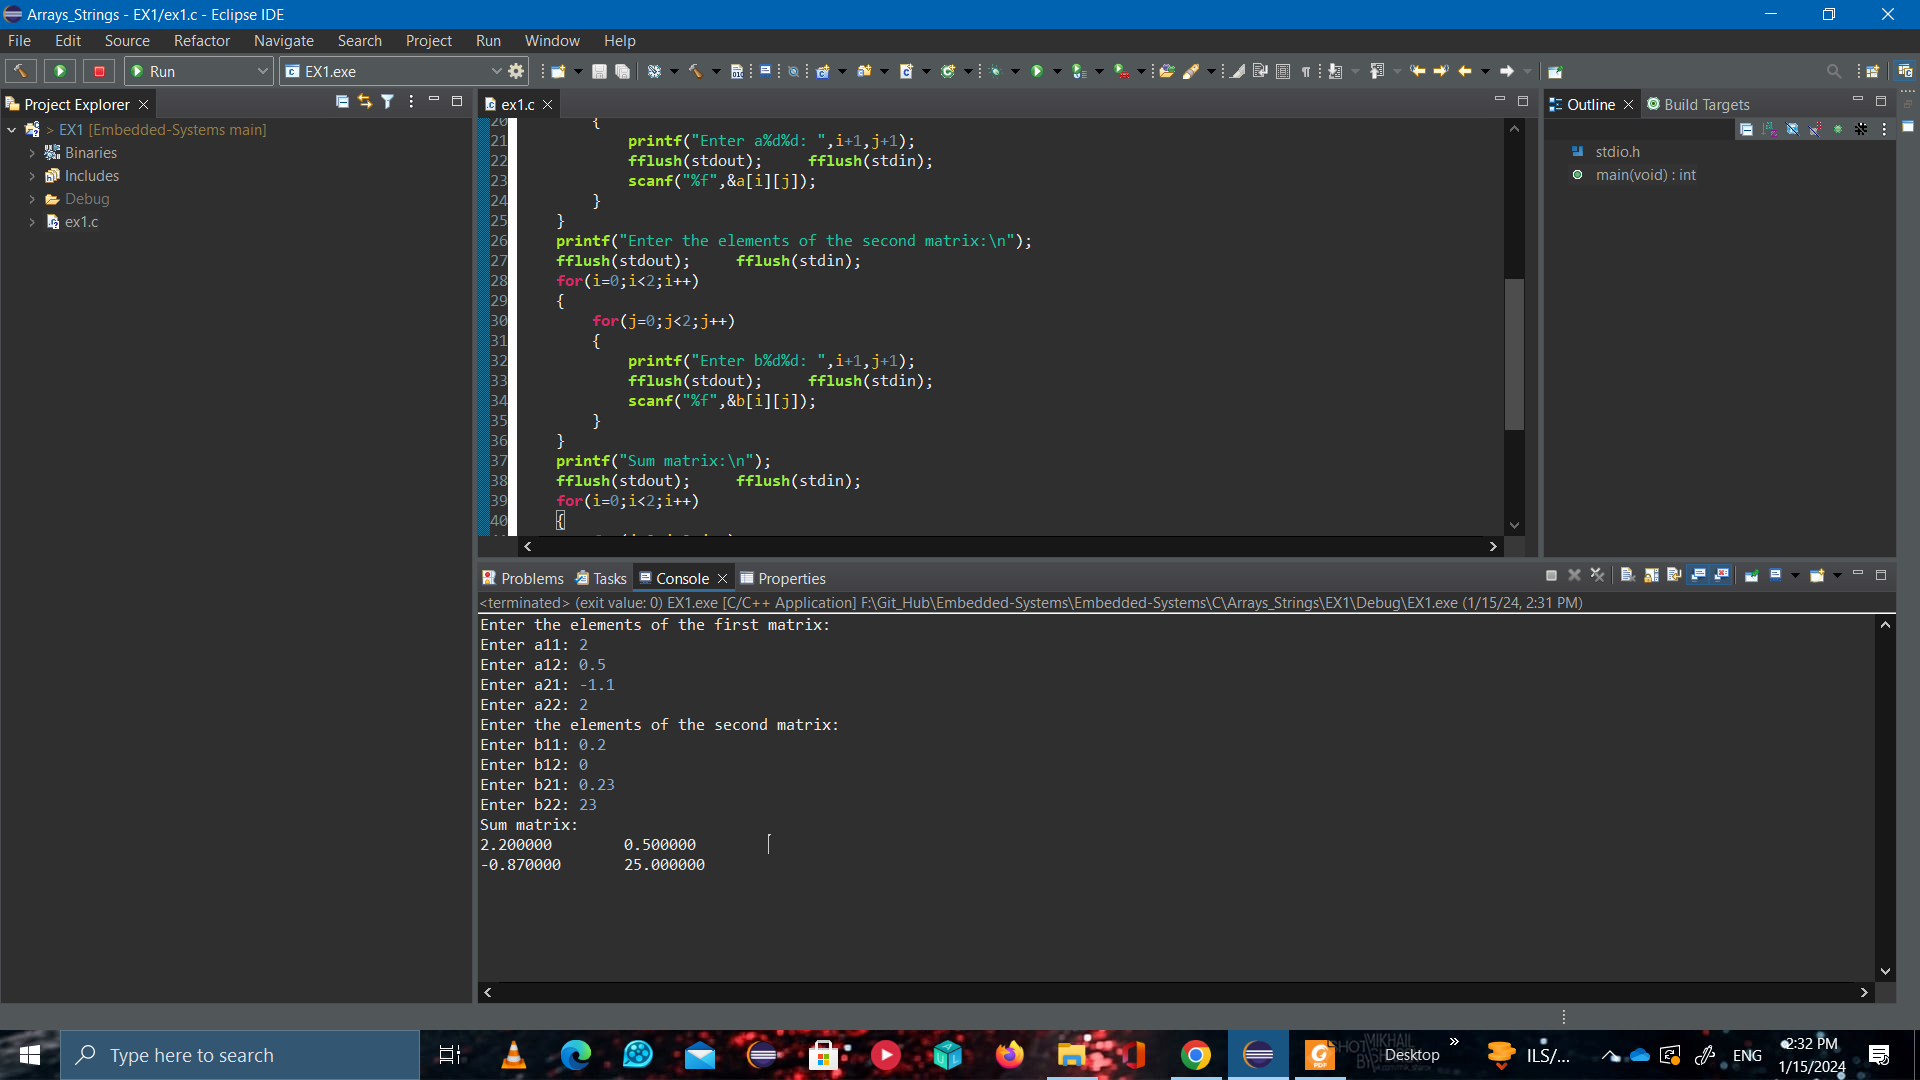 Arrays_Strings - EX1/ex1.c - Eclipse IDE
File Edit Source Refactor Navigate Search Project Run Window Help
Run EX1.exe
Project Explorer
EX1 [Embedded-Systems main]
Binaries
Includes
Debug
ex1.c
ex1.c
20 {
21 printf("Enter a%d%d: ",i+1,j+1);
22 fflush(stdout); fflush(stdin);
23 scanf("%f",&a[i][j]);
24 }
25 }
26 printf("Enter the elements of the second matrix:\n");
27 fflush(stdout); fflush(stdin);
28 for(i=0;i<2;i++)
29 {
30 for(j=0;j<2;j++)
31 {
32 printf("Enter b%d%d: ",i+1,j+1);
33 fflush(stdout); fflush(stdin);
34 scanf("%f",&b[i][j]);
35 }
36 }
37 printf("Sum matrix:\n");
38 fflush(stdout); fflush(stdin);
39 for(i=0;i<2;i++)
40 {
Outline Build Targets
stdio.h
main(void) : int
Problems Tasks Console Properties
<terminated> (exit value: 0) EX1.exe [C/C++ Application] F:\Git_Hub\Embedded-Systems\Embedded-Systems\C\Arrays_Strings\EX1\Debug\EX1.exe (1/15/24, 2:31 PM)
Enter the elements of the first matrix:
Enter a11: 2
Enter a12: 0.5
Enter a21: -1.1
Enter a22: 2
Enter the elements of the second matrix:
Enter b11: 0.2
Enter b12: 0
Enter b21: 0.23
Enter b22: 23
Sum matrix:
2.200000 0.500000
-0.870000 25.000000
Type here to search
Desktop
ILS/...
ENG
2:32 PM
1/15/2024